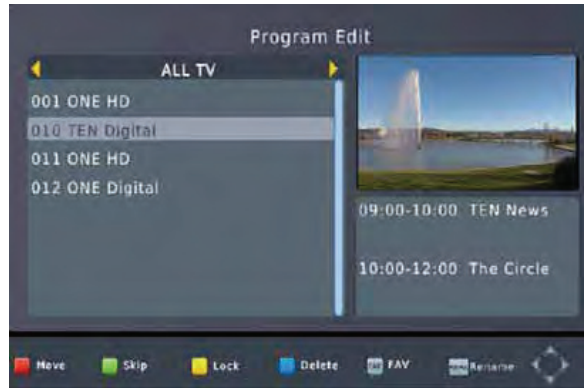 Program Edit
ALL TV
001 ONE HD
010 TEN Digital
011 ONE HD
012 ONE Digital
09:00-10:00 TEN News
10:00-12:00 The Circle
Move Skip Lock Delete FAV FAV Rename